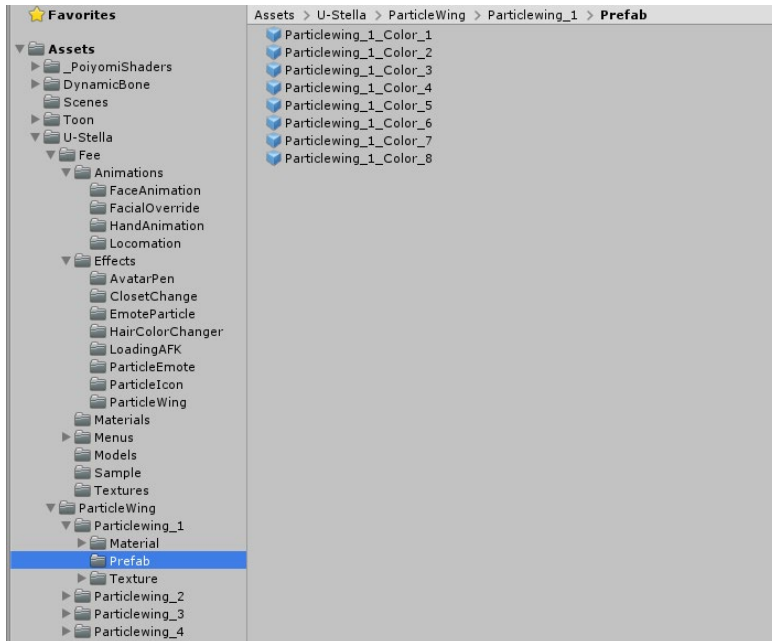 Favorites
Assets
_PoiyomiShaders
DynamicBone
Scenes
Toon
U-Stella
Fee
Animations
FaceAnimation
FacialOverride
HandAnimation
Locomation
Effects
AvatarPen
ClosetChange
EmoteParticle
HairColorChanger
LoadingAFK
ParticleEmote
ParticleIcon
ParticleWing
Materials
Menus
Models
Sample
Textures
ParticleWing
Particlewing_1
Material
Prefab
Texture
Particlewing_2
Particlewing_3
Particlewing_4
Assets > U-Stella > ParticleWing > Particlewing_1 > Prefab
Particlewing_1_Color_1
Particlewing_1_Color_2
Particlewing_1_Color_3
Particlewing_1_Color_4
Particlewing_1_Color_5
Particlewing_1_Color_6
Particlewing_1_Color_7
Particlewing_1_Color_8